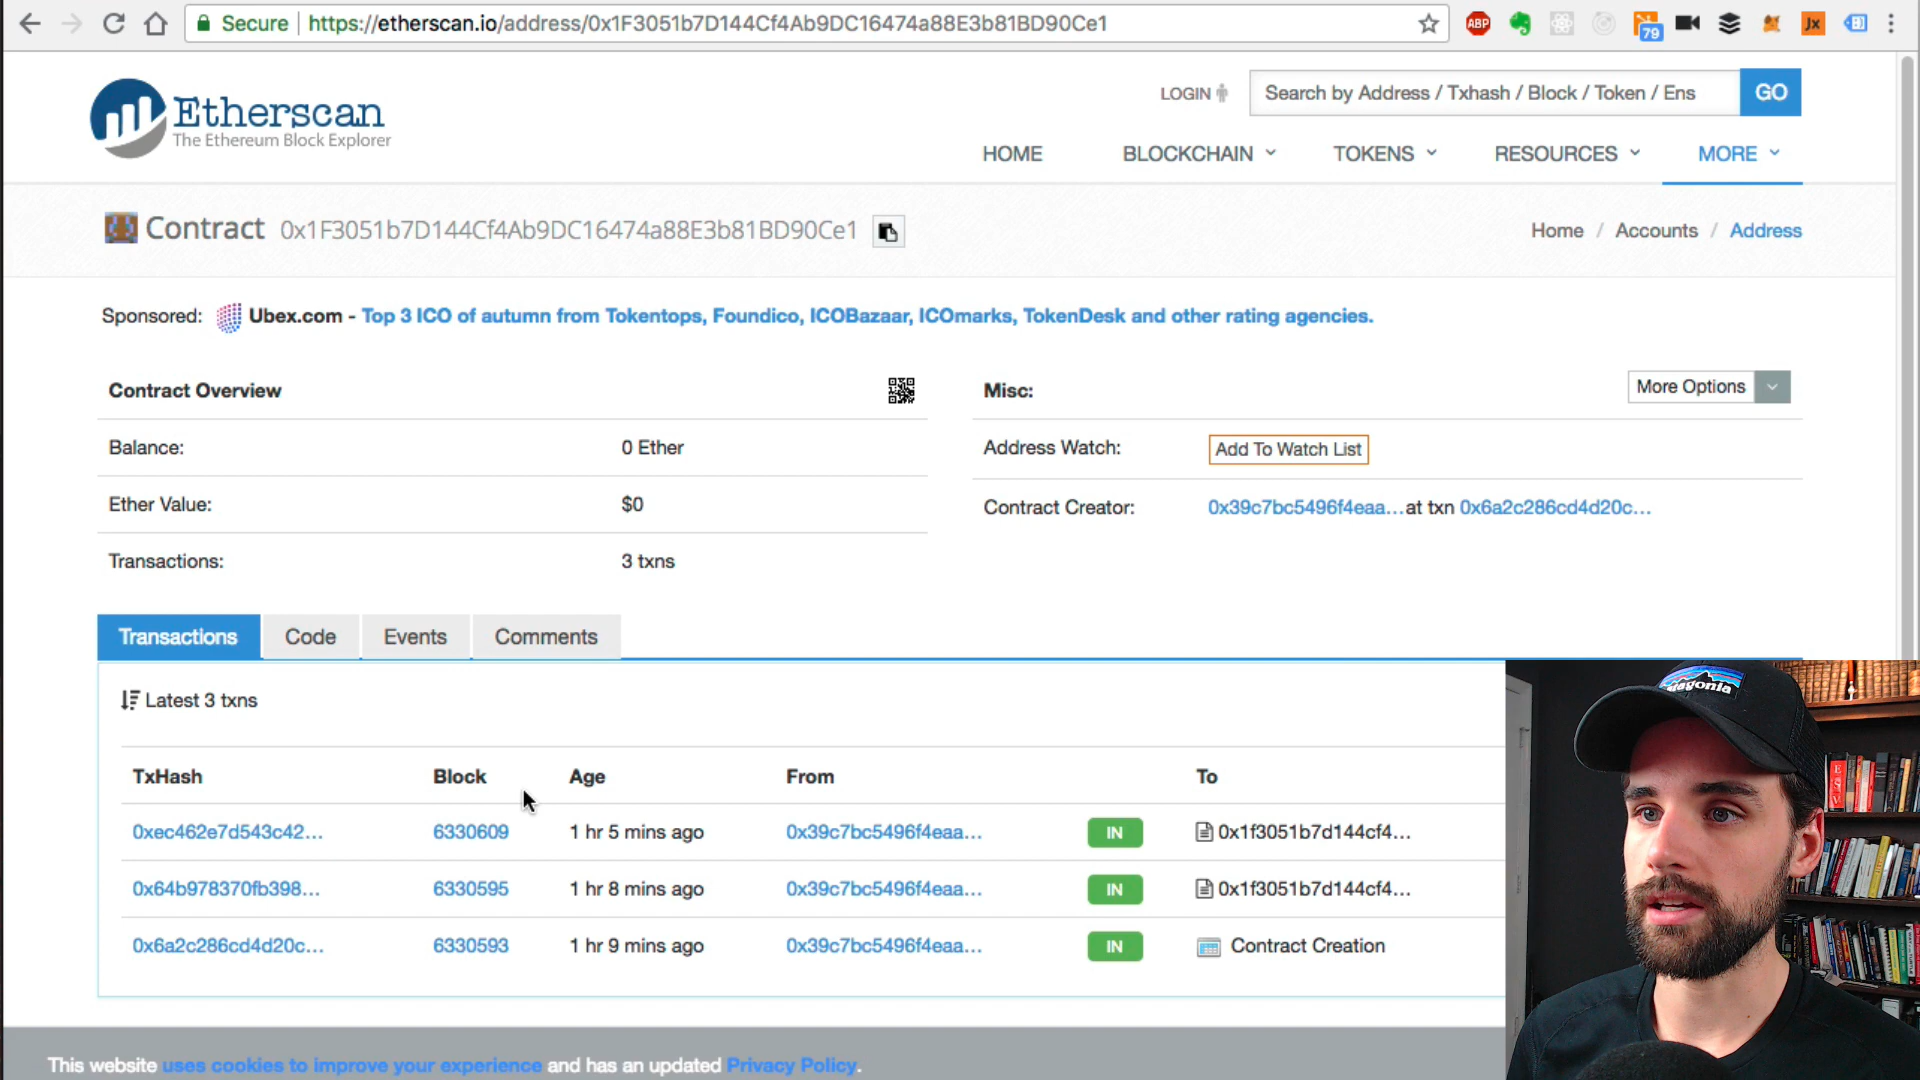 Secure | https://etherscan.io/address/0x1F3051b7D144Cf4Ab9DC16474a88E3b81BD90Ce1
ABP
79
Jx
Etherscan
The Ethereum Block Explorer
LOGIN
Search by Address / Txhash / Block / Token / Ens
GO
HOME BLOCKCHAIN TOKENS RESOURCES MORE
Contract 0x1F3051b7D144Cf4Ab9DC16474a88E3b81BD90Ce1
Home / Accounts / Address
Sponsored: Ubex.com - Top 3 ICO of autumn from Tokentops, Foundico, ICOBazaar, ICOmarks, TokenDesk and other rating agencies.
Contract Overview
Misc:
More Options
Balance: 0 Ether
Address Watch: Add To Watch List
Ether Value: $0
Contract Creator: 0x39c7bc5496f4eaa...at txn 0x6a2c286cd4d20c...
Transactions: 3 txns
Transactions Code Events Comments
Latest 3 txns
TxHash Block Age From To
0xec462e7d543c42... 6330609 1 hr 5 mins ago 0x39c7bc5496f4eaa... IN 0x1f3051b7d144cf4...
0x64b978370fb398... 6330595 1 hr 8 mins ago 0x39c7bc5496f4eaa... IN 0x1f3051b7d144cf4...
0x6a2c286cd4d20c... 6330593 1 hr 9 mins ago 0x39c7bc5496f4eaa... IN Contract Creation
This website uses cookies to improve your experience and has an updated Privacy Policy.
patagonia
ESV